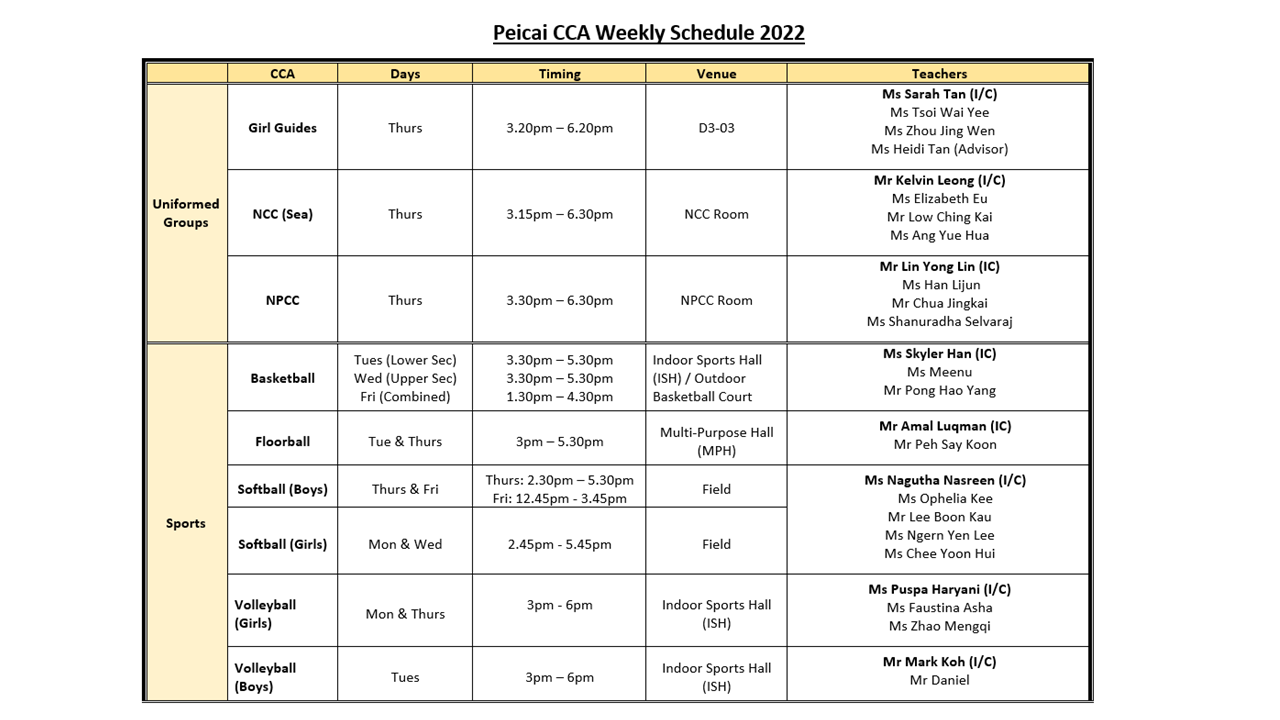 Peicai CCA Weekly Schedule 2022
CCA Days Timing Venue Teachers
Uniformed
Groups
Girl Guides
Thurs
3.20pm – 6.20pm
D3-03
Ms Sarah Tan (I/C)
Ms Tsoi Wai Yee
Ms Zhou Jing Wen
Ms Heidi Tan (Advisor)
NCC (Sea)
Thurs
3.15pm – 6.30pm
NCC Room
Mr Kelvin Leong (I/C)
Ms Elizabeth Eu
Mr Low Ching Kai
Ms Ang Yue Hua
NPCC
Thurs
3.30pm – 6.30pm
NPCC Room
Mr Lin Yong Lin (IC)
Ms Han Lijun
Mr Chua Jingkai
Ms Shanuradha Selvaraj
Sports
Basketball
Tues (Lower Sec)
Wed (Upper Sec)
Fri (Combined)
3.30pm – 5.30pm
3.30pm – 5.30pm
1.30pm – 4.30pm
Indoor Sports Hall
(ISH) / Outdoor
Basketball Court
Ms Skyler Han (IC)
Ms Meenu
Mr Pong Hao Yang
Floorball
Tue & Thurs
3pm – 5.30pm
Multi-Purpose Hall
(MPH)
Mr Amal Luqman (IC)
Mr Peh Say Koon
Softball (Boys)
Thurs & Fri
Thurs: 2.30pm – 5.30pm
Fri: 12.45pm - 3.45pm
Field
Ms Nagutha Nasreen (I/C)
Ms Ophelia Kee
Mr Lee Boon Kau
Ms Ngern Yen Lee
Ms Chee Yoon Hui
Softball (Girls)
Mon & Wed
2.45pm - 5.45pm
Field
Volleyball
(Girls)
Mon & Thurs
3pm - 6pm
Indoor Sports Hall
(ISH)
Ms Puspa Haryani (I/C)
Ms Faustina Asha
Ms Zhao Mengqi
Volleyball
(Boys)
Tues
3pm – 6pm
Indoor Sports Hall
(ISH)
Mr Mark Koh (I/C)
Mr Daniel